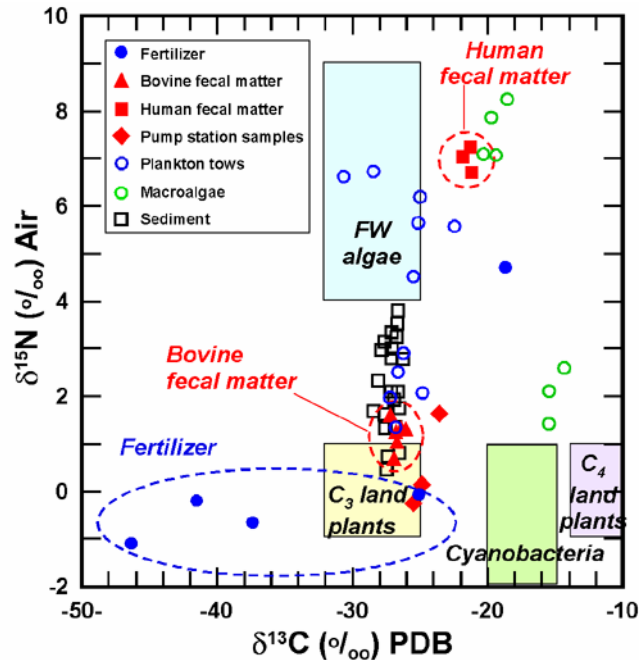 10
8
6
4
2
0
-2
δ¹⁵N (º/ₒₒ) Air
Fertilizer
Bovine fecal matter
Human fecal matter
Pump station samples
Plankton tows
Macroalgae
Sediment
Human
fecal matter
FW
algae
Bovine
fecal matter
Fertilizer
C₃ land
plants
C₄
land
plants
Cyanobacteria
-50
-40
-30
-20
-10
δ¹³C (º/ₒₒ) PDB